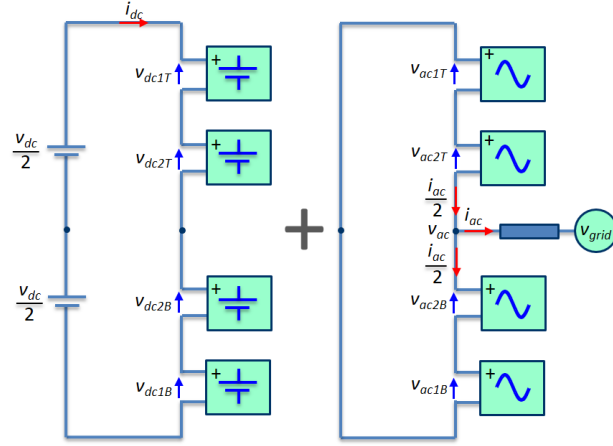 i_dc
+
v_dc1T
+
v_dc2T
v_dc
2
v_dc
2
+
v_dc2B
+
v_dc1B
+
+
v_ac1T
+
v_ac2T
i_ac
2
i_ac
v_ac
v_grid
i_ac
2
+
v_ac2B
+
v_ac1B